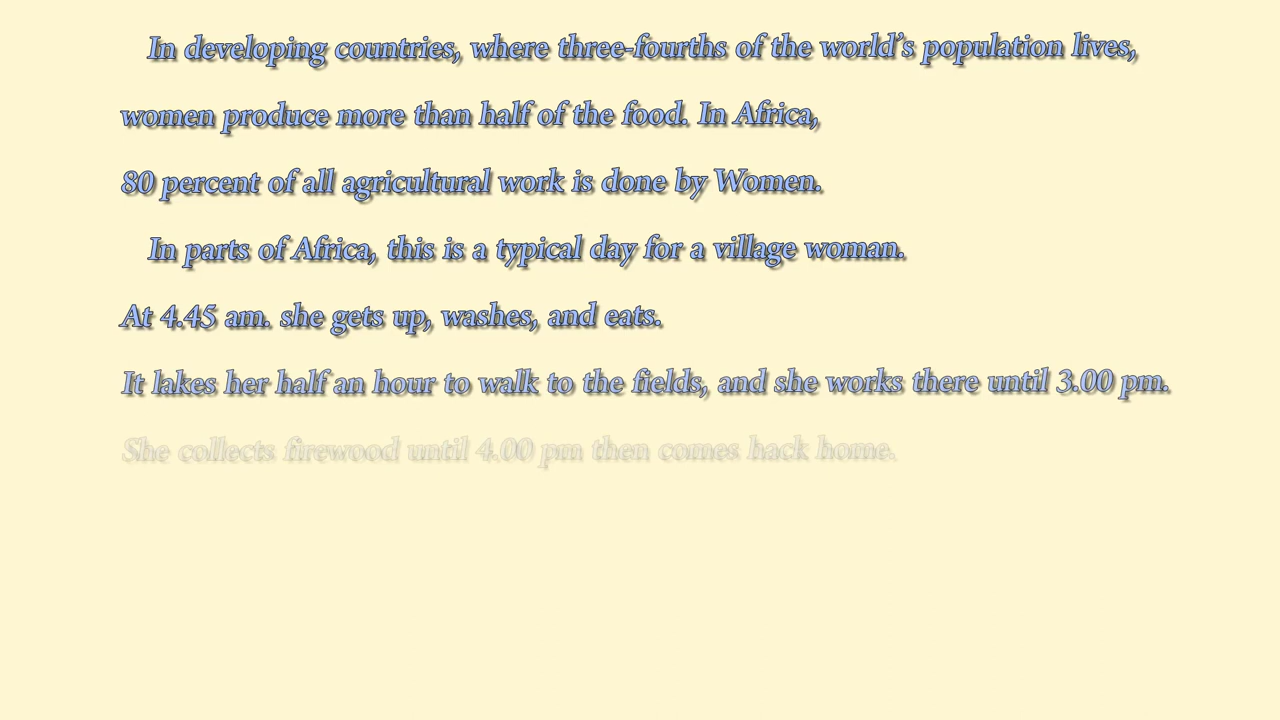 In developing countries, where three-fourths of the world's population lives,
women produce more than half of the food. In Africa,
80 percent of all agricultural work is done by Women.
In parts of Africa, this is a typical day for a village woman.
At 4.45 am. she gets up, washes, and eats.
It lakes her half an hour to walk to the fields, and she works there until 3.00 pm.
She collects firewood until 4.00 pm then comes hack home.